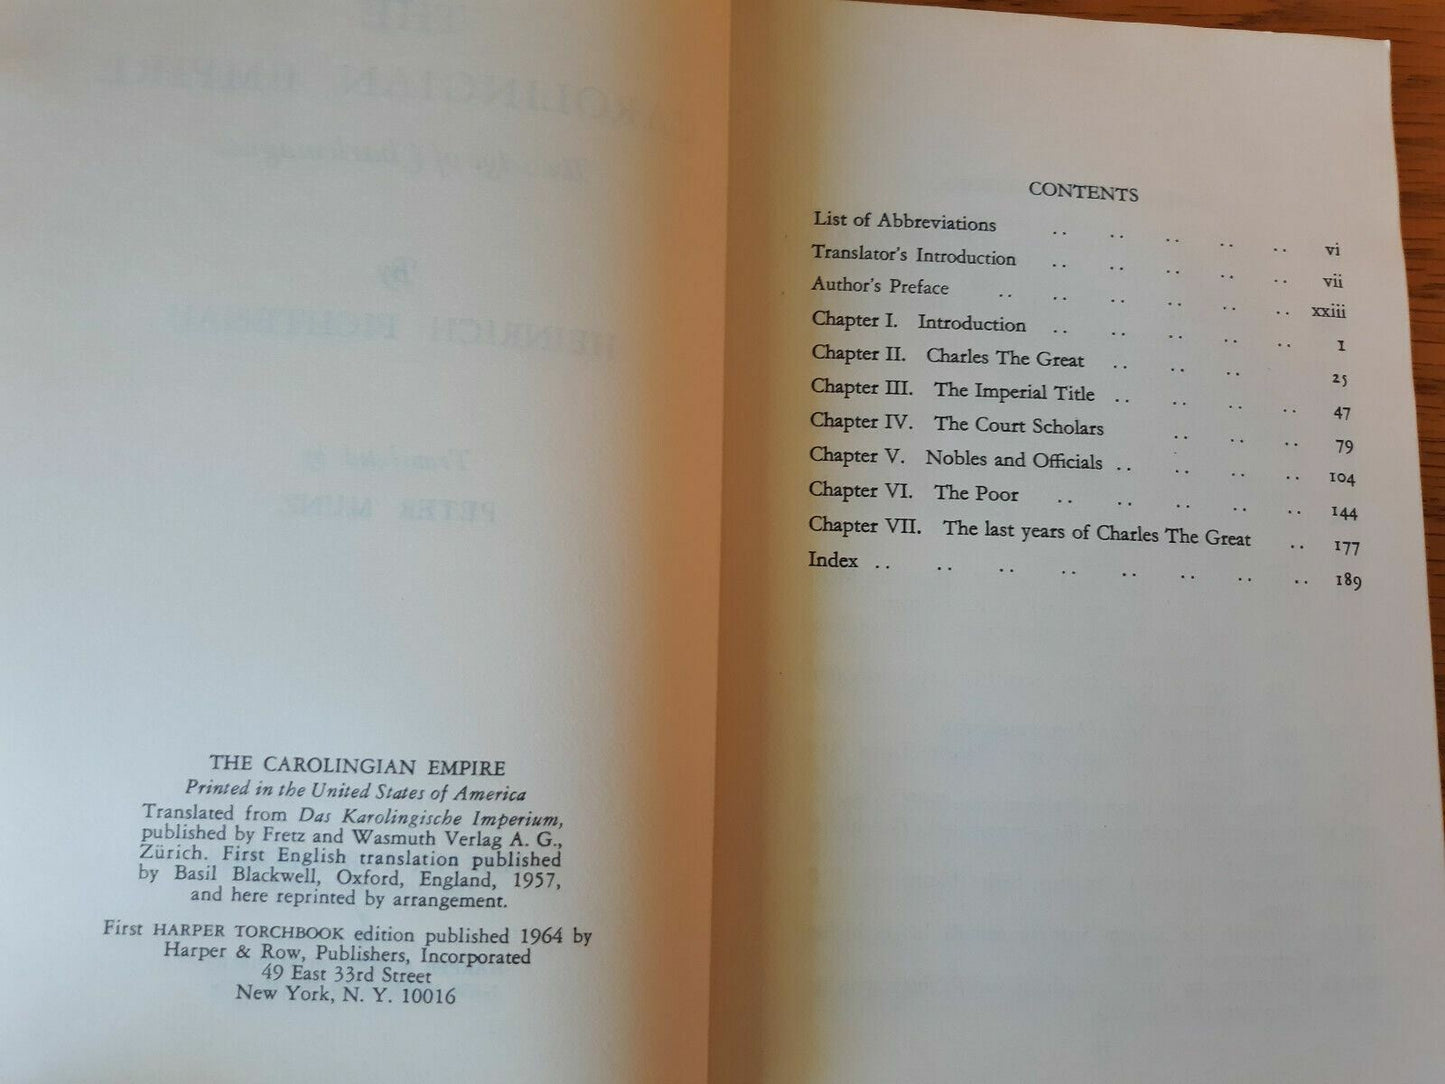 THE CAROLINGIAN EMPIRE
Printed in the United States of America
Translated from Das Karolingische Imperium,
published by Fretz and Wasmuth Verlag A. G.,
Zürich. First English translation published
by Basil Blackwell, Oxford, England, 1957,
and here reprinted by arrangement.
First HARPER TORCHBOOK edition published 1964 by
Harper & Row, Publishers, Incorporated
49 East 33rd Street
New York, N. Y. 10016
CONTENTS
List of Abbreviations .. .. .. .. .. vi
Translator's Introduction .. .. .. .. .. vii
Author's Preface .. .. .. .. .. .. xxiii
Chapter I. Introduction .. .. .. .. .. 1
Chapter II. Charles The Great .. .. .. 25
Chapter III. The Imperial Title .. .. .. .. 47
Chapter IV. The Court Scholars .. .. .. 79
Chapter V. Nobles and Officials .. .. .. .. 104
Chapter VI. The Poor .. .. .. .. .. 144
Chapter VII. The last years of Charles The Great .. 177
Index .. .. .. .. .. .. .. .. 189